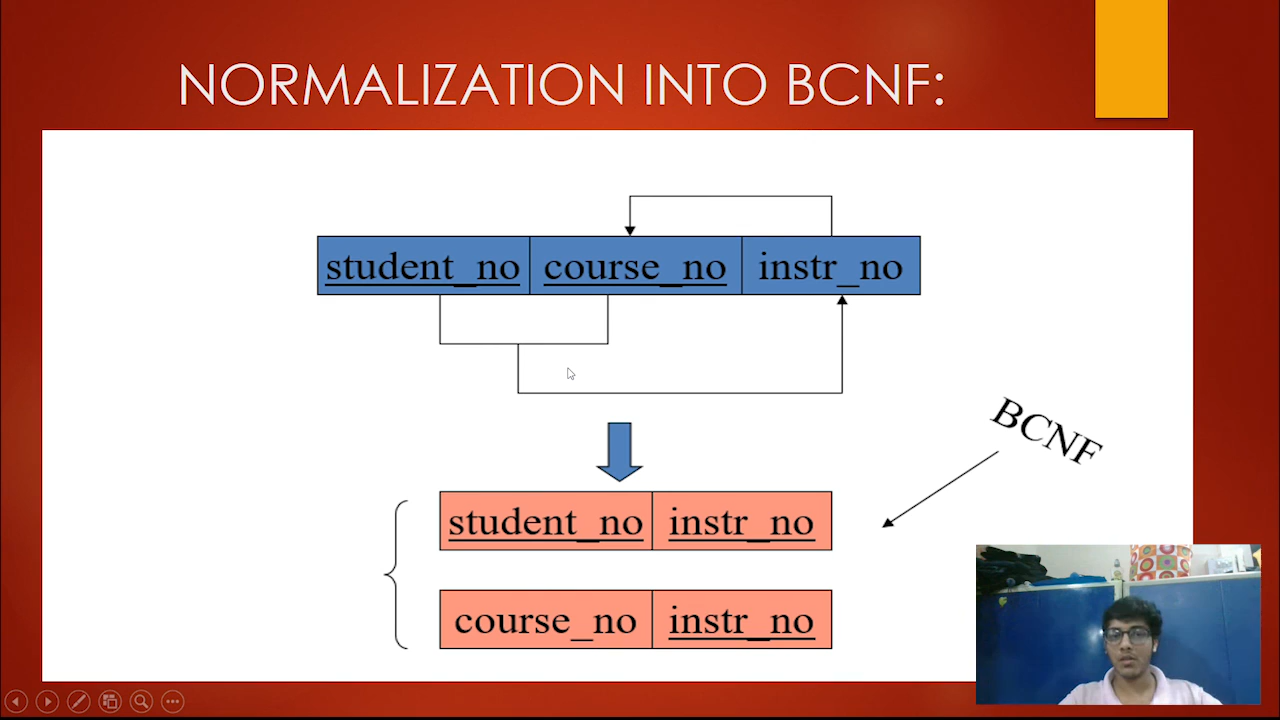 NORMALIZATION INTO BCNF:
student_no course_no instr_no
BCNF
student_no instr_no
course_no instr_no